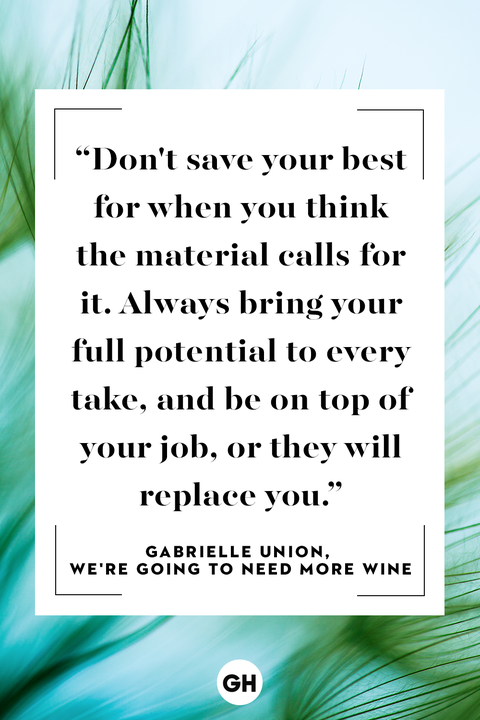 “Don't save your best
for when you think
the material calls for
it. Always bring your
full potential to every
take, and be on top of
your job, or they will
replace you.”
GABRIELLE UNION,
WE'RE GOING TO NEED MORE WINE
GH